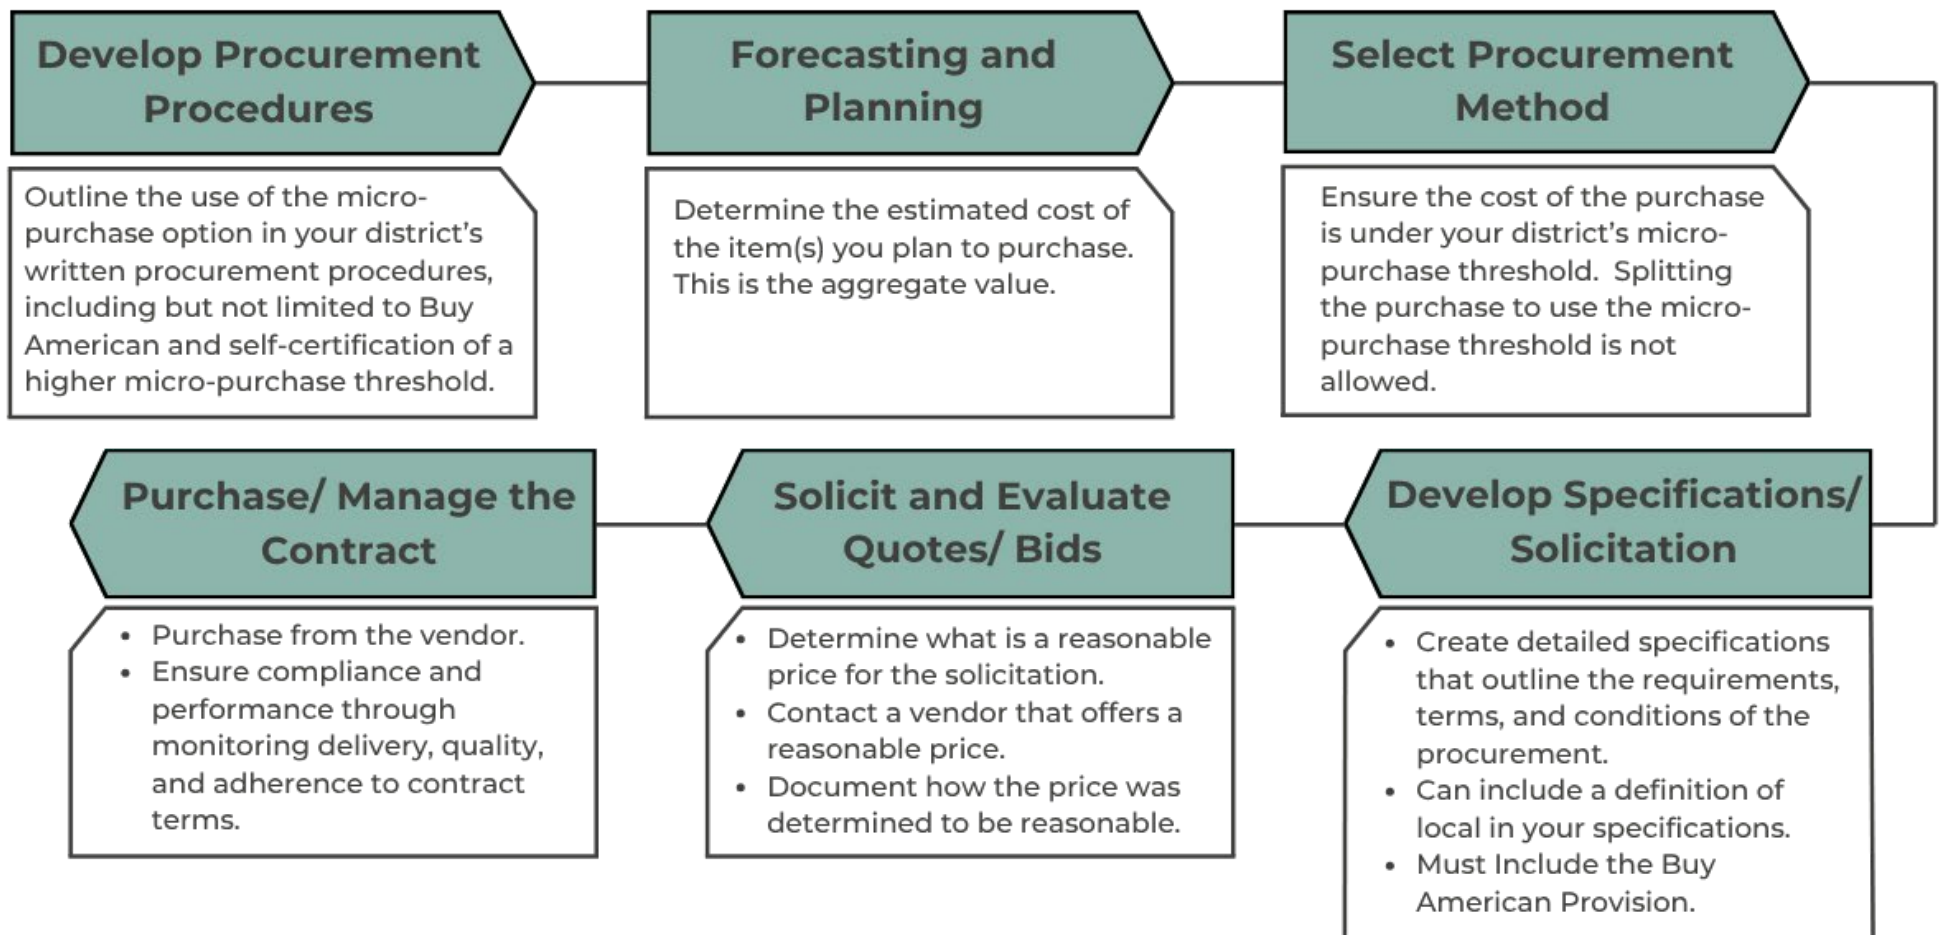 Develop Procurement
Procedures
Outline the use of the micro-
purchase option in your district's
written procurement procedures,
including but not limited to Buy
American and self-certification of a
higher micro-purchase threshold.
Forecasting and
Planning
Determine the estimated cost of
the item(s) you plan to purchase.
This is the aggregate value.
Select Procurement
Method
Ensure the cost of the purchase
is under your district's micro-
purchase threshold.  Splitting
the purchase to use the micro-
purchase threshold is not
allowed.
Develop Specifications/
Solicitation
• Create detailed specifications
that outline the requirements,
terms, and conditions of the
procurement.
• Can include a definition of
local in your specifications.
• Must Include the Buy
American Provision.
Solicit and Evaluate
Quotes/ Bids
• Determine what is a reasonable
price for the solicitation.
• Contact a vendor that offers a
reasonable price.
• Document how the price was
determined to be reasonable.
Purchase/ Manage the
Contract
• Purchase from the vendor.
• Ensure compliance and
performance through
monitoring delivery, quality,
and adherence to contract
terms.